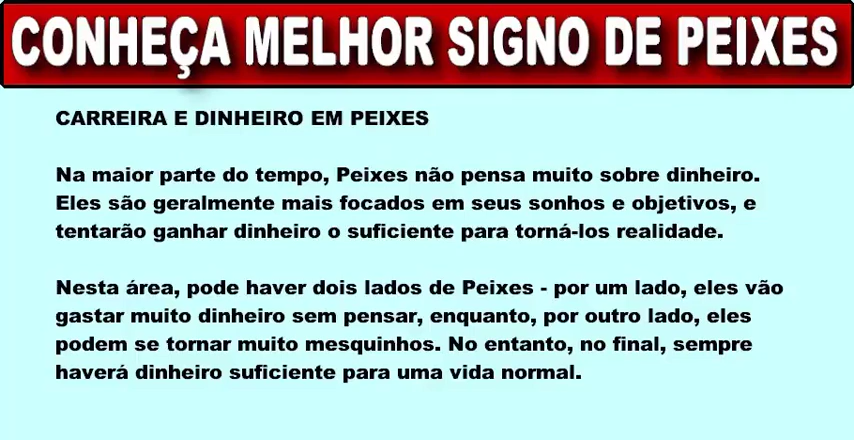 CONHEÇA MELHOR SIGNO DE PEIXES
CARREIRA E DINHEIRO EM PEIXES
Na maior parte do tempo, Peixes não pensa muito sobre dinheiro.
Eles são geralmente mais focados em seus sonhos e objetivos, e
tentarão ganhar dinheiro o suficiente para torná-los realidade.
Nesta área, pode haver dois lados de Peixes - por um lado, eles vão
gastar muito dinheiro sem pensar, enquanto, por outro lado, eles
podem se tornar muito mesquinhos. No entanto, no final, sempre
haverá dinheiro suficiente para uma vida normal.